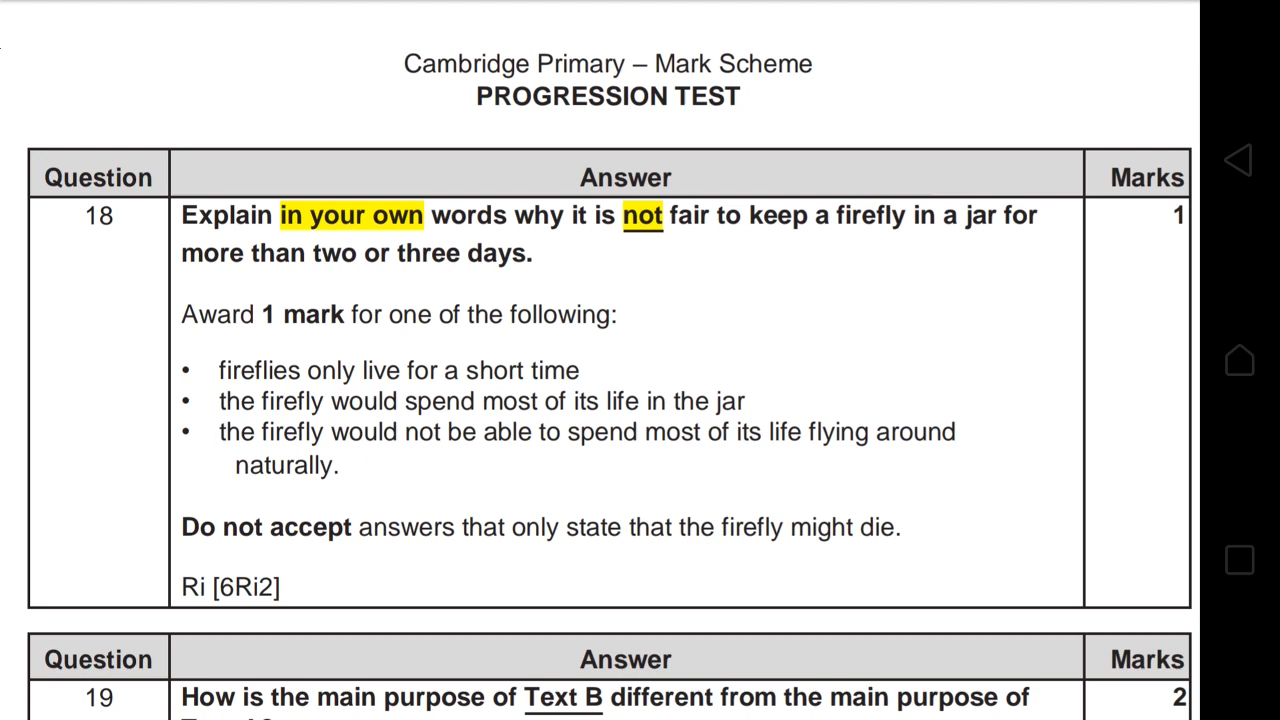 Cambridge Primary – Mark Scheme
PROGRESSION TEST
Question Answer Marks
18 Explain in your own words why it is not fair to keep a firefly in a jar for 1
more than two or three days.
Award 1 mark for one of the following:
• fireflies only live for a short time
• the firefly would spend most of its life in the jar
• the firefly would not be able to spend most of its life flying around
naturally.
Do not accept answers that only state that the firefly might die.
Ri [6Ri2]
Question Answer Marks
19 How is the main purpose of Text B different from the main purpose of 2